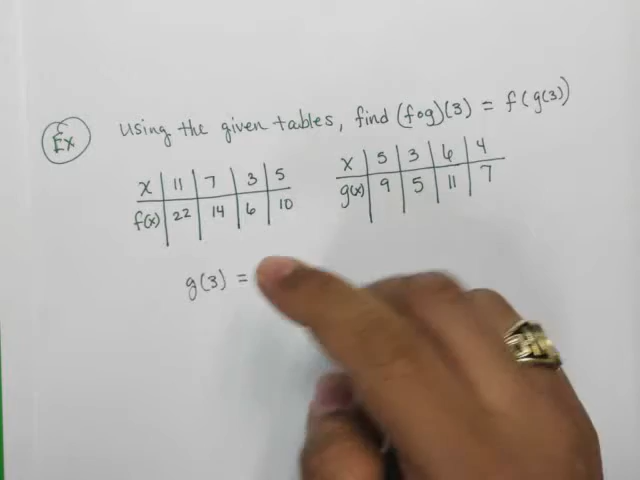 Ex
Using the given tables, find (fog)(3) = f(g(3))
x 11 7 3 5
f(x) 22 14 6 10
x 5 3 6 4
g(x) 9 5 11 7
g(3) =